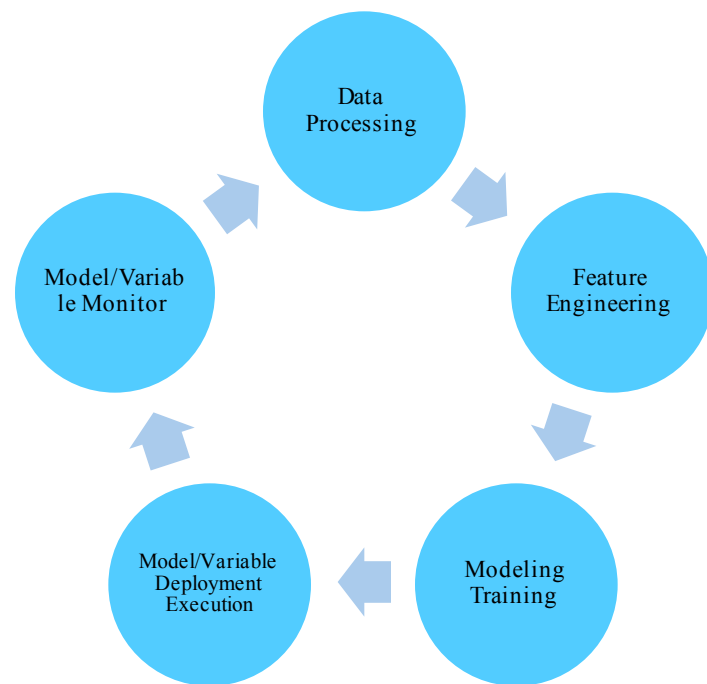 Data
Processing
Feature
Engineering
Modeling
Training
Model/Variable
Deployment
Execution
Model/Variab
le Monitor